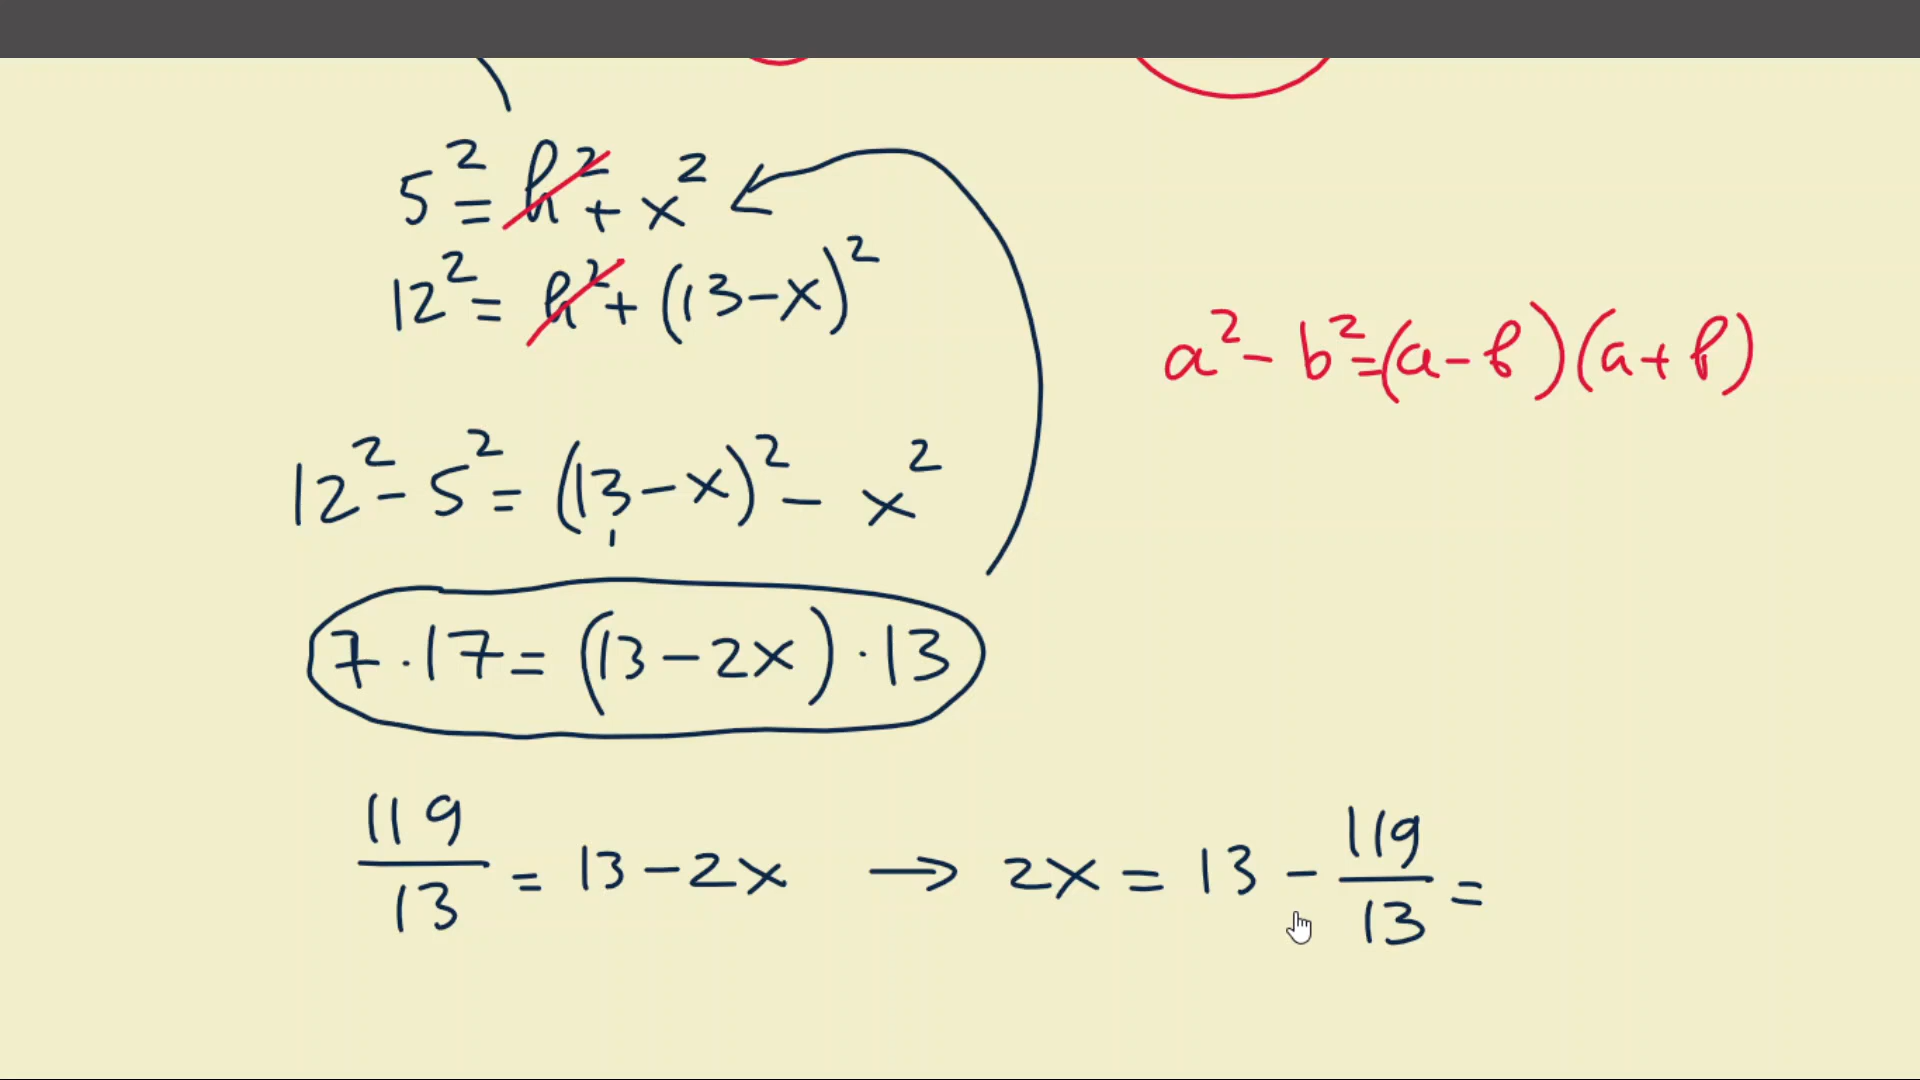 5² = h² + x²
12² = h² + (13 - x)²
a² - b² = (a - b)(a + b)
12² - 5² = (13 - x)² - x²
7 · 17 = (13 - 2x) · 13
119/13 = 13 - 2x → 2x = 13 - 119/13 =